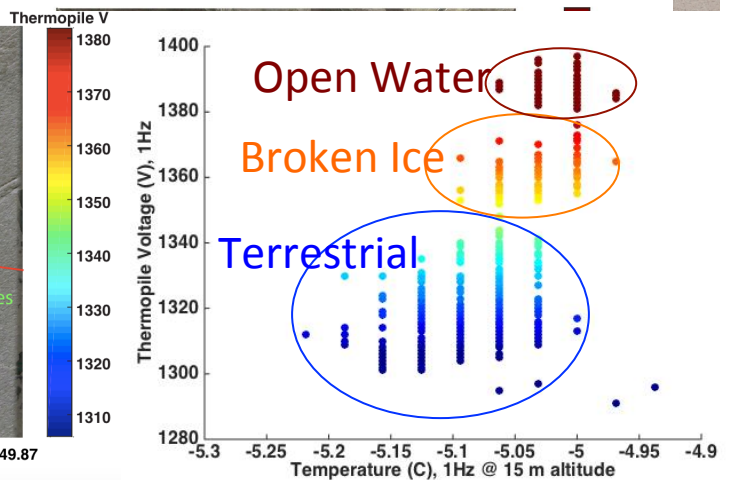 Thermopile V
1380
1370
1360
1350
1340
1330
1320
1310
es
49.87
Thermopile Voltage (V), 1Hz
1400
1380
1360
1340
1320
1300
1280
Open Water
Broken Ice
Terrestrial
-5.3 -5.25 -5.2 -5.15 -5.1 -5.05 -5 -4.95 -4.9
Temperature (C), 1Hz @ 15 m altitude